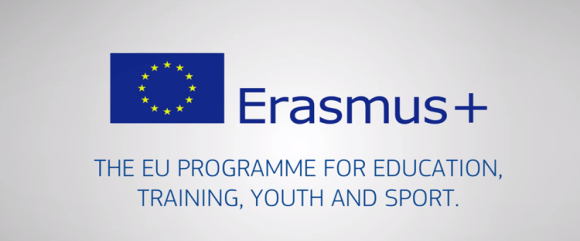 Erasmus+
THE EU PROGRAMME FOR EDUCATION,
TRAINING, YOUTH AND SPORT.